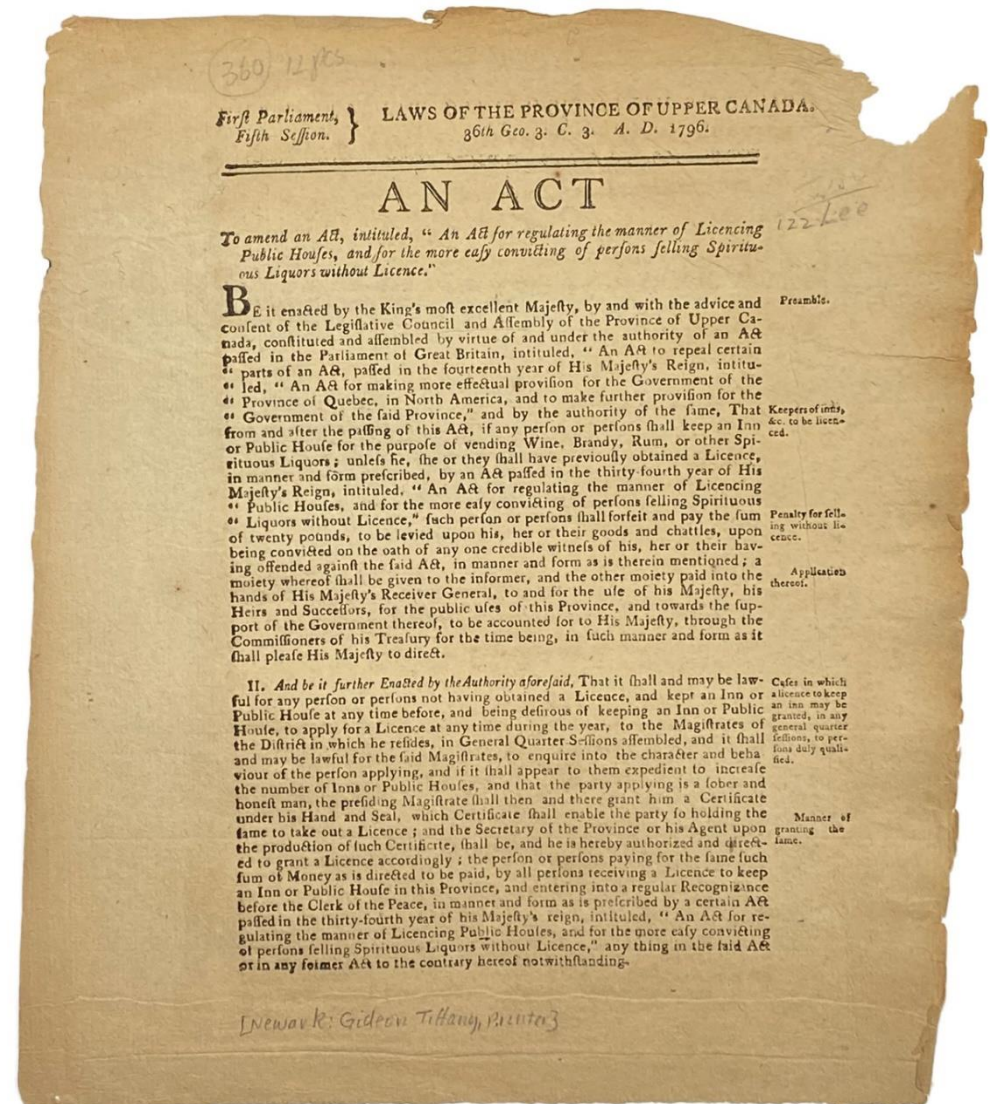 360 12 pcs
Firſt Parliament, } LAWS OF THE PROVINCE OF UPPER CANADA.
Fifth Seſſion. 36th Geo. 3. C. 3. A. D. 1796.
AN ACT
122 Lee
To amend an Act, intituled, “ An Act for regulating the manner of Licencing
Public Houſes, and for the more eaſy convicting of perſons ſelling Spiritu-
ous Liquors without Licence.”
BE it enacted by the King's moſt excellent Majeſty, by and with the advice and
conſent of the Legiſlative Council and Aſſembly of the Province of Upper Ca-
nada, conſtituted and aſſembled by virtue of and under the authority of an Act
paſſed in the Parliament of Great Britain, intituled, “ An Act to repeal certain
“ parts of an Act, paſſed in the fourteenth year of His Majeſty's Reign, intitu-
“ led, “ An Act for making more effectual proviſion for the Government of the
“ Province of Quebec, in North America, and to make further proviſion for the
“ Government of the ſaid Province,” and by the authority of the ſame, That
from and after the paſſing of this Act, if any perſon or perſons ſhall keep an Inn
or Public Houſe for the purpoſe of vending Wine, Brandy, Rum, or other Spi-
rituous Liquors ; unleſs he, ſhe or they ſhall have previouſly obtained a Licence,
in manner and form preſcribed, by an Act paſſed in the thirty-fourth year of His
Majeſty's Reign, intituled, “ An Act for regulating the manner of Licencing
“ Public Houſes, and for the more eaſy convicting of perſons ſelling Spirituous
“ Liquors without Licence,” ſuch perſon or perſons ſhall forfeit and pay the ſum
of twenty pounds, to be levied upon his, her or their goods and chattles, upon
being convicted on the oath of any one credible witneſs of his, her or their hav-
ing offended againſt the ſaid Act, in manner and form as is therein mentioned ; a
moiety whereof ſhall be given to the informer, and the other moiety paid into the
hands of His Majeſty's Receiver General, to and for the uſe of his Majeſty, his
Heirs and Succeſſors, for the public uſes of this Province, and towards the ſup-
port of the Government thereof, to be accounted for to His Majeſty, through the
Commiſſioners of his Treaſury for the time being, in ſuch manner and form as it
ſhall pleaſe His Majeſty to direct.
Preamble.
Keepers of inns,
&c. to be licen-
ced.
Penalty for ſell-
ing without li-
cence.
Application
thereof.
II. And be it further Enacted by the Authority aforeſaid, That it ſhall and may be law-
ful for any perſon or perſons not having obtained a Licence, and kept an Inn or
Public Houſe at any time before, and being deſirous of keeping an Inn or Public
Houſe, to apply for a Licence at any time during the year, to the Magiſtrates of
the Diſtrict in which he reſides, in General Quarter Seſſions aſſembled, and it ſhall
and may be lawful for the ſaid Magiſtrates, to enquire into the character and beha
viour of the perſon applying, and if it ſhall appear to them expedient to increaſe
the number of Inns or Public Houſes, and that the party applying is a ſober and
honeſt man, the preſiding Magiſtrate ſhall then and there grant him a Certificate
under his Hand and Seal, which Certificate ſhall enable the party ſo holding the
ſame to take out a Licence ; and the Secretary of the Province or his Agent upon
the production of ſuch Certificrte, ſhall be, and he is hereby authorized and direct-
ed to grant a Licence accordingly ; the perſon or perſons paying for the ſame ſuch
ſum of Money as is directed to be paid, by all perſons receiving a Licence to keep
an Inn or Public Houſe in this Province, and entering into a regular Recognizance
before the Clerk of the Peace, in manner and form as is preſcribed by a certain Act
paſſed in the thirty-fourth year of his Majeſty's reign, intituled, “ An Act for re-
gulating the manner of Licencing Public Houſes, and for the more eaſy convicting
of perſons ſelling Spirituous Liquors without Licence,” any thing in the ſaid Act
or in any former Act to the contrary hereof notwithſtanding.
Caſes in which
a licence to keep
an inn may be
granted, in any
general quarter
ſeſſions, to per-
ſons duly quali-
fied.
Manner of
granting the
ſame.
[Newark: Gideon Tiffany, Printer]